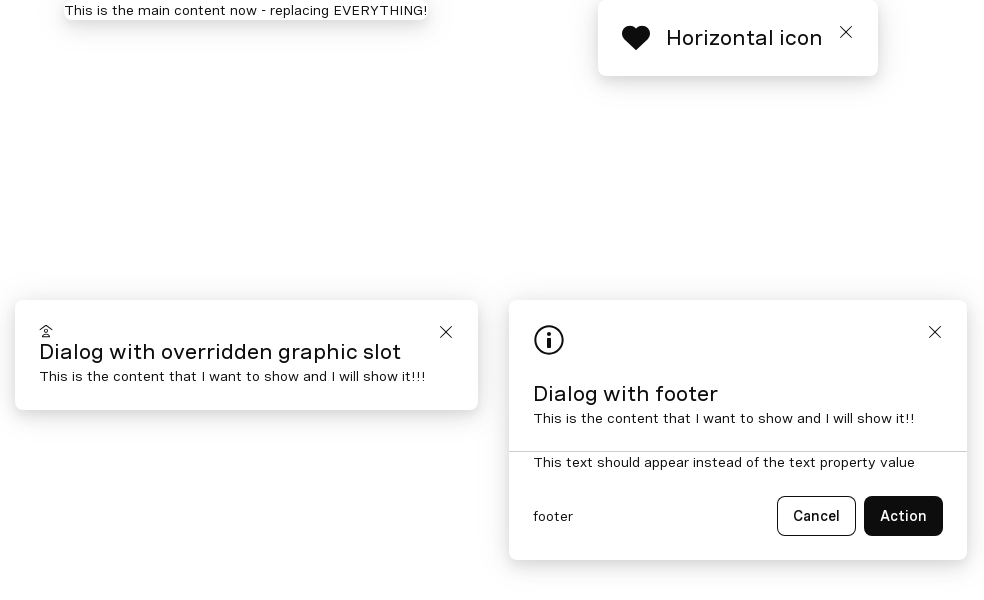 This is the main content now - replacing EVERYTHING!
Horizontal icon
Dialog with overridden graphic slot
This is the content that I want to show and I will show it!!!
Dialog with footer
This is the content that I want to show and I will show it!!
This text should appear instead of the text property value
footer
Cancel
Action